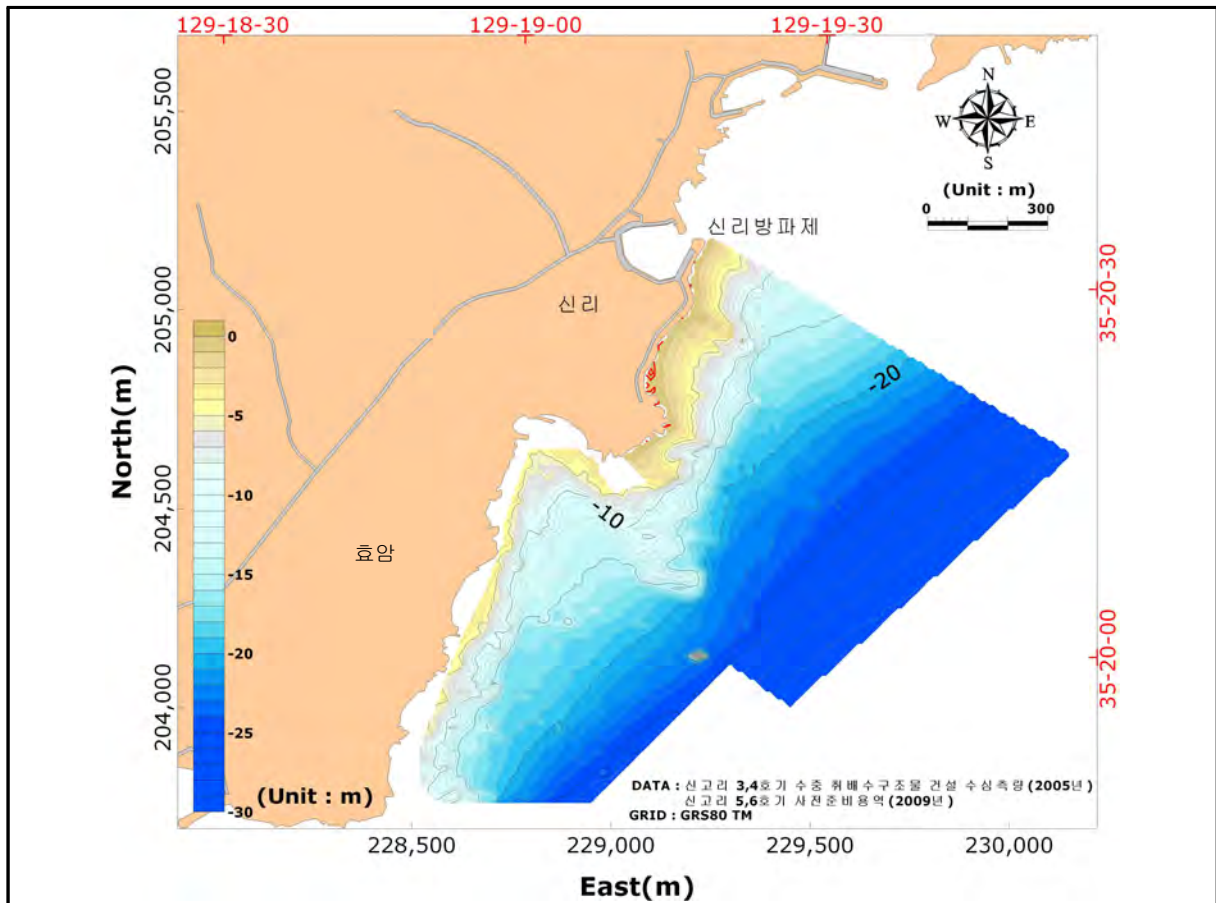 129-18-30
129-19-00
129-19-30
N
W
E
S
(Unit : m)
0
300
205,500
205,000
204,500
204,000
North(m)
35-20-30
35-20-00
신리방파제
신리
효암
-20
-10
0
-5
-10
-15
-20
-25
-30
(Unit : m)
DATA : 신고리 3,4호기 수중 취배수구조물 건설 수심측량 (2005년)
신고리 5,6호기 사전준비용역 (2009년)
GRID : GRS80 TM
228,500
229,000
229,500
230,000
East(m)